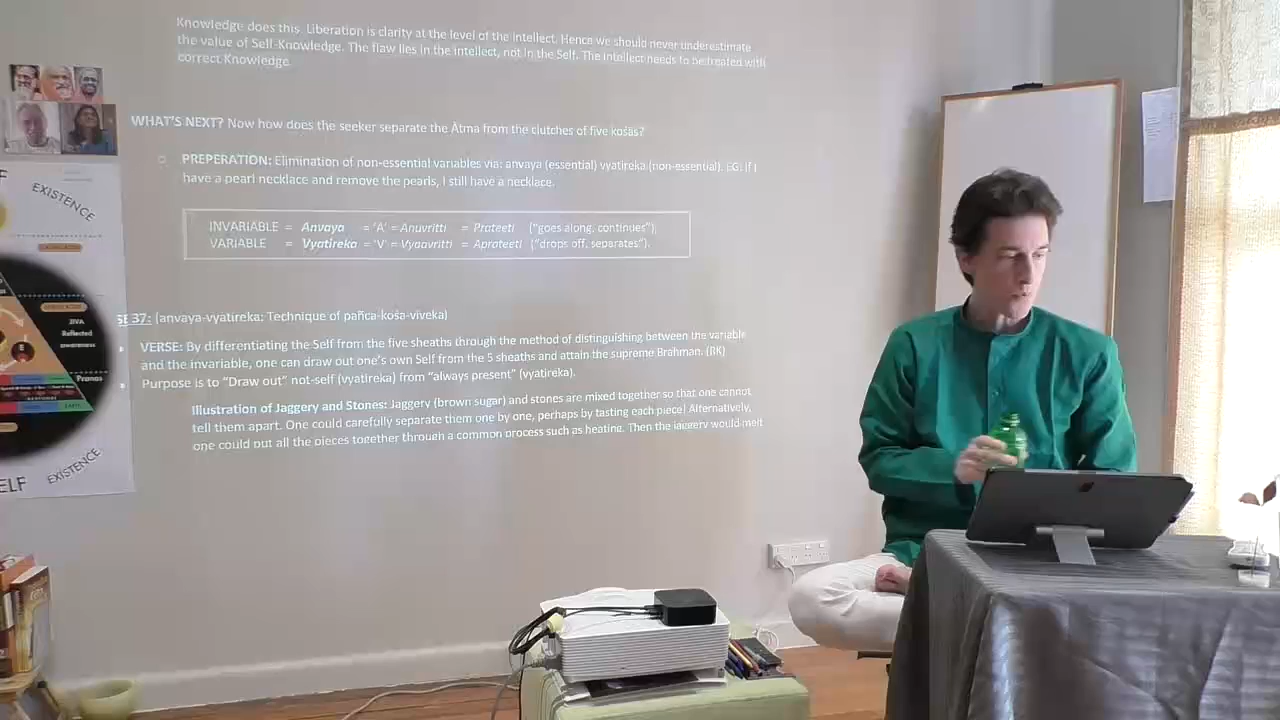 Knowledge does this. Liberation is clarity at the level of the intellect. Hence we should never underestimate
the value of Self-Knowledge. The flaw lies in the intellect, not in the Self. The intellect needs to be treated with
correct Knowledge.
WHAT'S NEXT? Now how does the seeker separate the Ātma from the clutches of five kośas?
PREPERATION: Elimination of non-essential variables via: anvaya (essential) vyatireka (non-essential). EG: If I
have a pearl necklace and remove the pearls, I still have a necklace.
INVARIABLE = Anvaya = 'A' = Anuvritti = Prateeti ("goes along, continues");
VARIABLE = Vyatireka = 'V' = Vyaavritti = Aprateeti ("drops off, separates").
SE 37: (anvaya-vyatireka: Technique of pañca-kośa-viveka)
VERSE: By differentiating the Self from the five sheaths through the method of distinguishing between the variable
and the invariable, one can draw out one's own Self from the 5 sheaths and attain the supreme Brahman. (RK)
Purpose is to "Draw out" not-self (vyatireka) from "always present" (vyatireka).
Illustration of Jaggery and Stones: Jaggery (brown sugar) and stones are mixed together so that one cannot
tell them apart. One could carefully separate them one by one, perhaps by tasting each piece! Alternatively,
one could put all the pieces together through a common process such as heating. Then the jaggery would melt
EXISTENCE
JIVA
Reflected
awareness
Pranas
EARTH
ELF
EXISTENCE